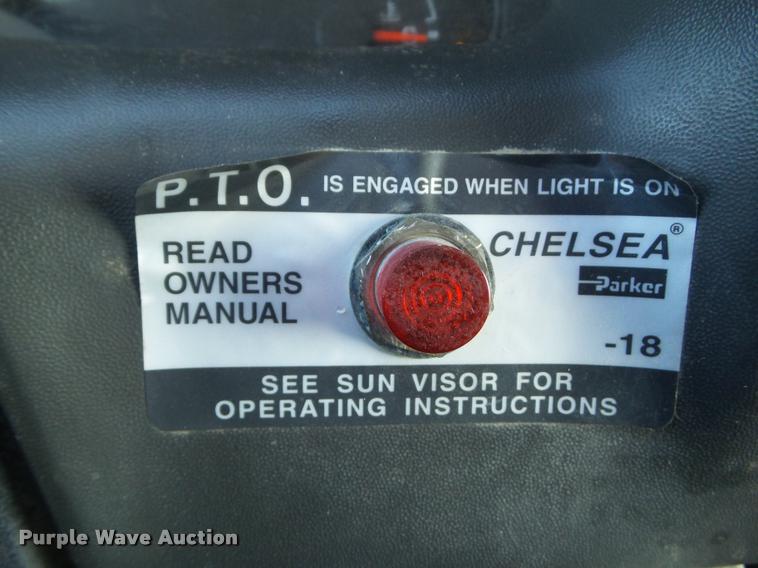 P.T.O. IS ENGAGED WHEN LIGHT IS ON
READ
OWNERS
MANUAL
CHELSEA®
Parker
-18
SEE SUN VISOR FOR
OPERATING INSTRUCTIONS
Purple Wave Auction